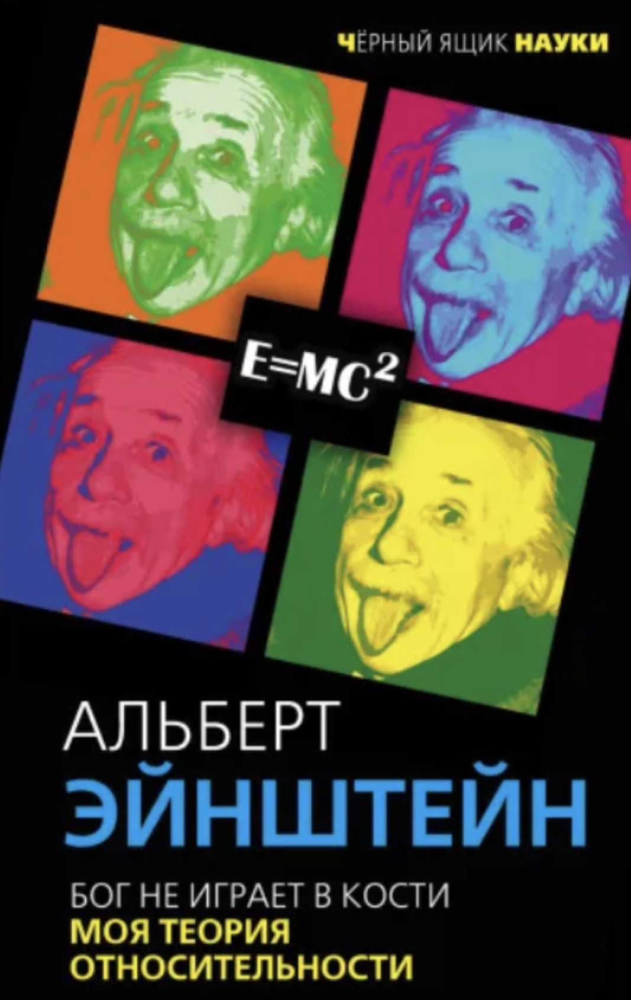 ЧЁРНЫЙ ЯЩИК НАУКИ
E=MC²
АЛЬБЕРТ
ЭЙНШТЕЙН
БОГ НЕ ИГРАЕТ В КОСТИ
МОЯ ТЕОРИЯ
ОТНОСИТЕЛЬНОСТИ